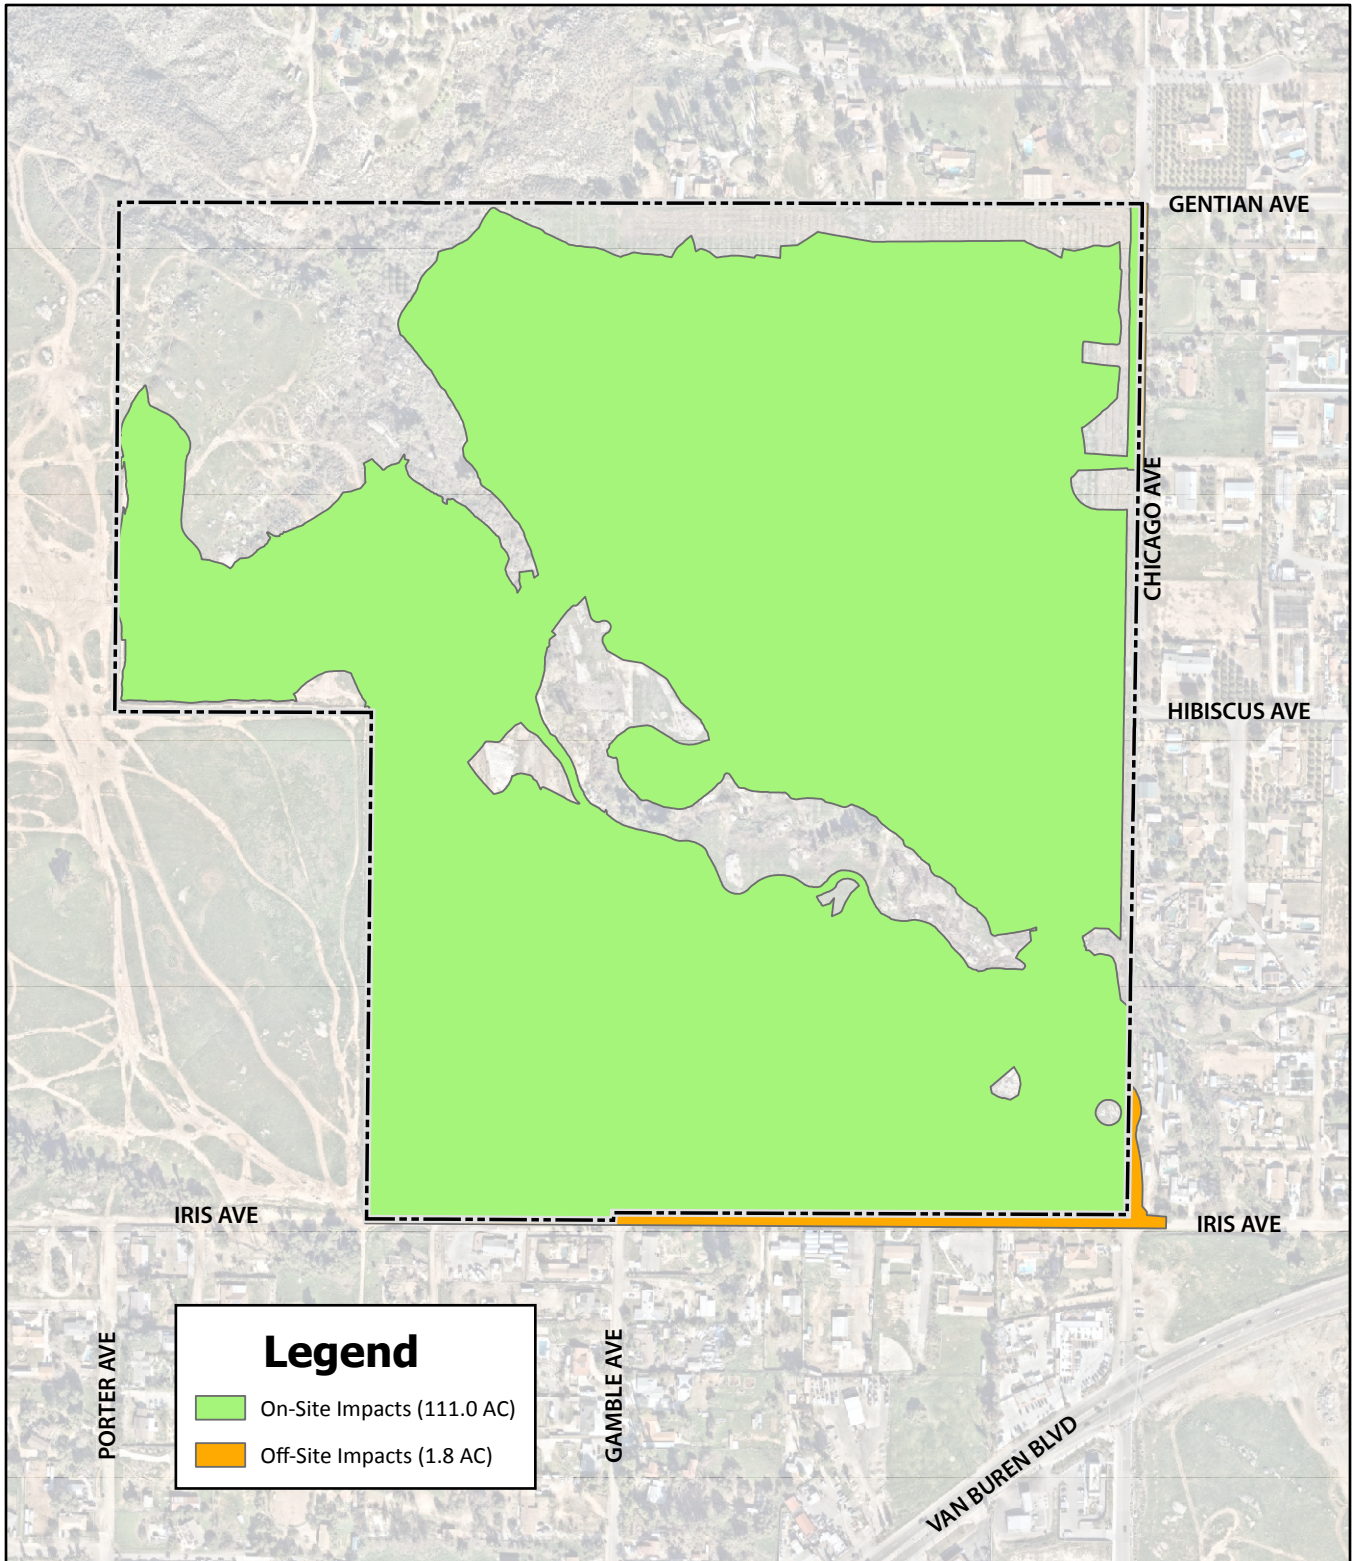 GENTIAN AVE
CHICAGO AVE
HIBISCUS AVE
IRIS AVE
IRIS AVE
Legend
On-Site Impacts (111.0 AC)
Off-Site Impacts (1.8 AC)
PORTER AVE
GAMBLE AVE
VAN BUREN BLVD